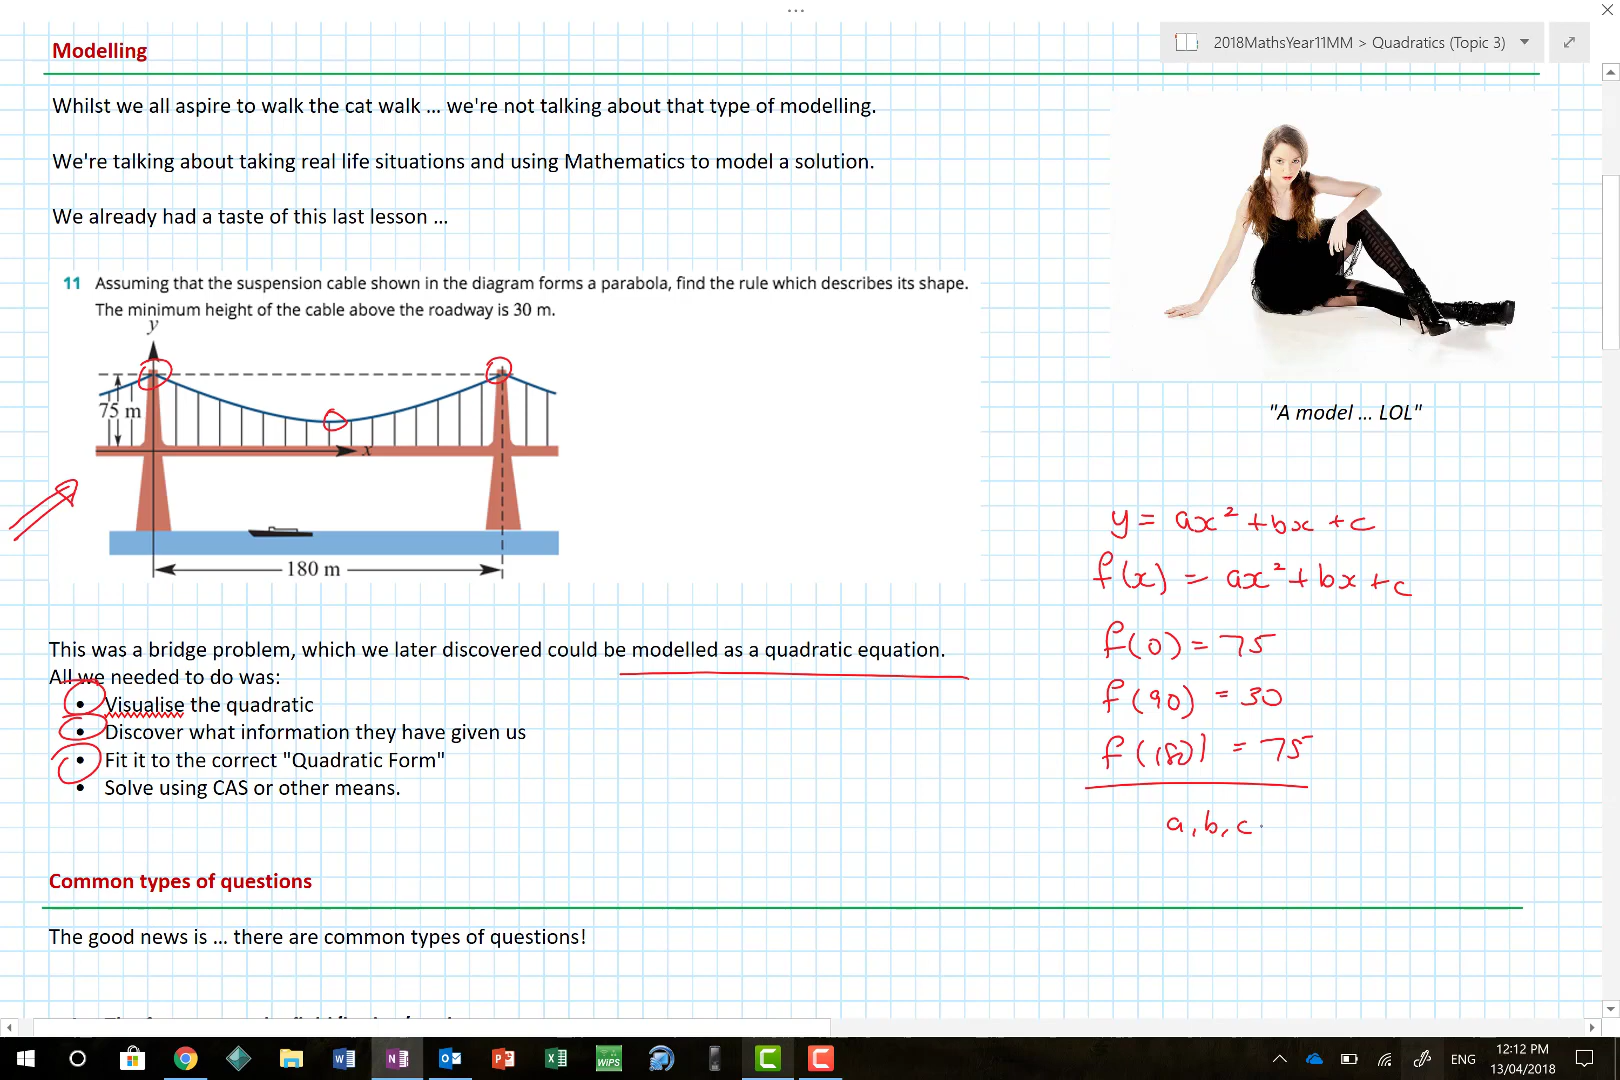 2018MathsYear11MM > Quadratics (Topic 3)
Modelling
Whilst we all aspire to walk the cat walk ... we're not talking about that type of modelling.
We're talking about taking real life situations and using Mathematics to model a solution.
We already had a taste of this last lesson ...
11 Assuming that the suspension cable shown in the diagram forms a parabola, find the rule which describes its shape.
The minimum height of the cable above the roadway is 30 m.
y
75 m
x
180 m
"A model ... LOL"
y = ax² + bx + c
f(x) = ax² + bx + c
f(0) = 75
f(90) = 30
f(180) = 75
a, b, c
This was a bridge problem, which we later discovered could be modelled as a quadratic equation.
All we needed to do was:
• Visualise the quadratic
• Discover what information they have given us
• Fit it to the correct "Quadratic Form"
• Solve using CAS or other means.
Common types of questions
The good news is ... there are common types of questions!
WiPS
ENG
12:12 PM
13/04/2018